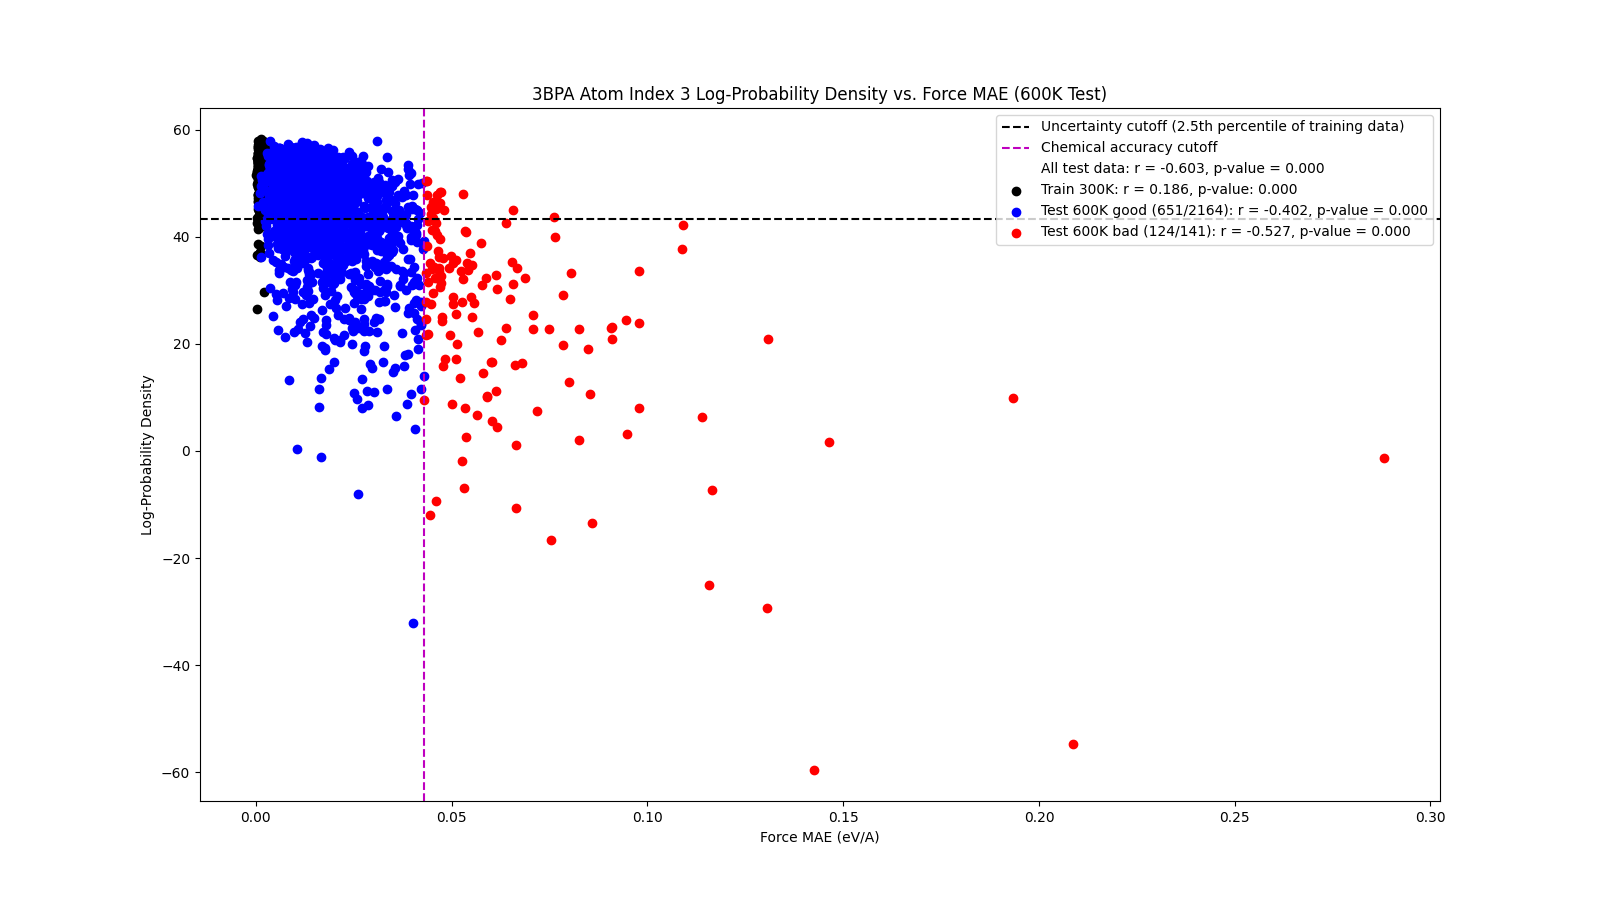 3BPA Atom Index 3 Log-Probability Density vs. Force MAE (600K Test)
Uncertainty cutoff (2.5th percentile of training data)
Chemical accuracy cutoff
All test data: r = -0.603, p-value = 0.000
Train 300K: r = 0.186, p-value: 0.000
Test 600K good (651/2164): r = -0.402, p-value = 0.000
Test 600K bad (124/141): r = -0.527, p-value = 0.000
Log-Probability Density
60
40
20
0
−20
−40
−60
0.00 0.05 0.10 0.15 0.20 0.25 0.30
Force MAE (eV/A)